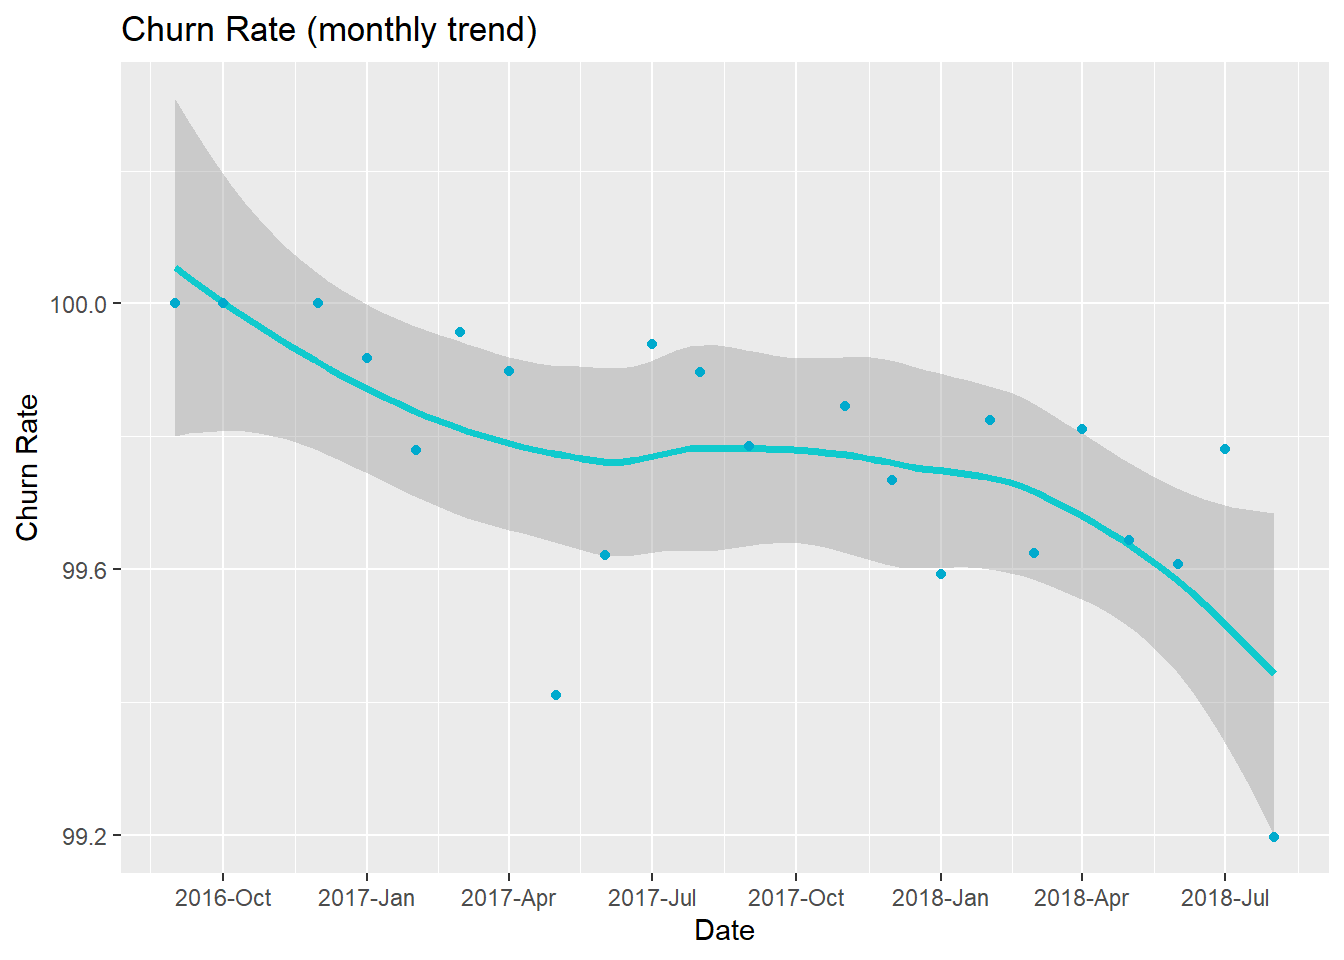 Churn Rate (monthly trend)
Churn Rate
100.0
99.6
99.2
2016-Oct 2017-Jan 2017-Apr 2017-Jul 2017-Oct 2018-Jan 2018-Apr 2018-Jul
Date